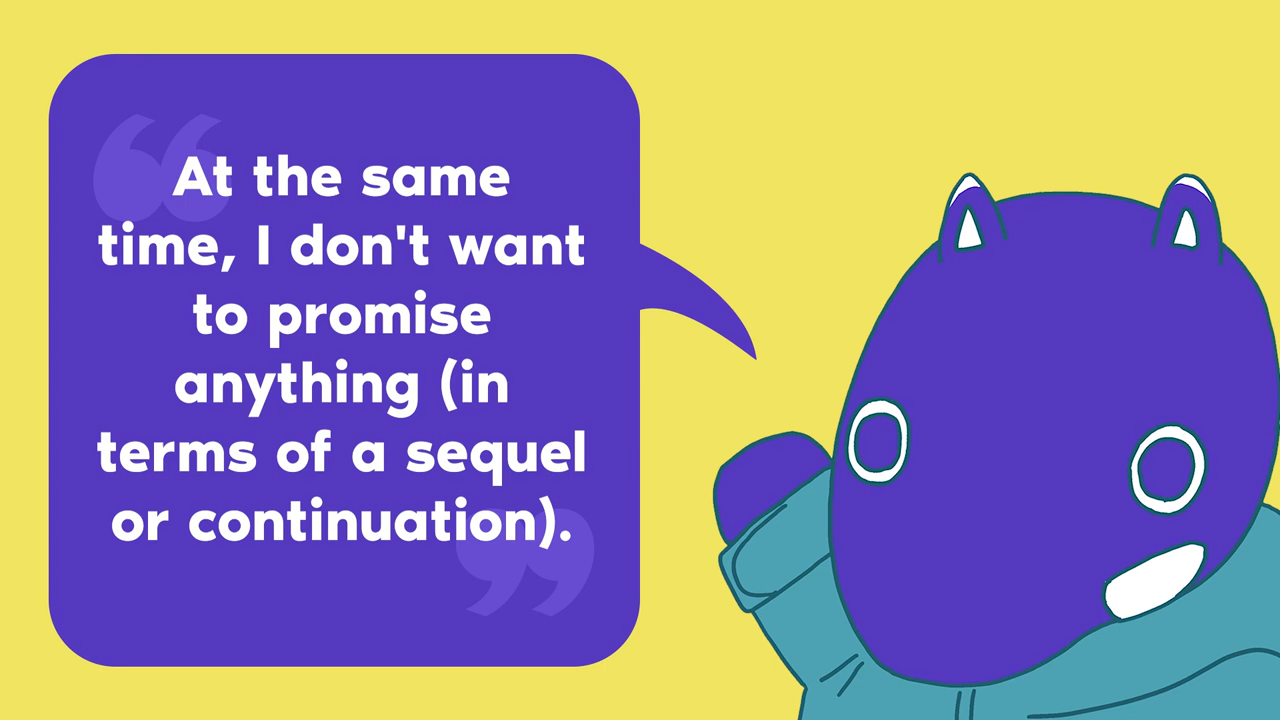 At the same
time, I don't want
to promise
anything (in
terms of a sequel
or continuation).